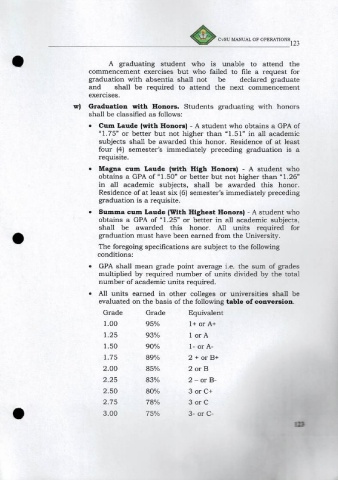 CvSU MANUAL OF OPERATIONS 123
A graduating student who is unable to attend the
commencement exercises but who failed to file a request for
graduation with absentia shall not be declared graduate
and shall be required to attend the next commencement
exercises.
w) Graduation with Honors. Students graduating with honors
shall be classified as follows:
• Cum Laude (with Honors) - A student who obtains a GPA of
“1.75” or better but not higher than “1.51” in all academic
subjects shall be awarded this honor. Residence of at least
four (4) semester’s immediately preceding graduation is a
requisite.
• Magna cum Laude (with High Honors) - A student who
obtains a GPA of “1.50” or better but not higher than “1.26”
in all academic subjects, shall be awarded this honor.
Residence of at least six (6) semester’s immediately preceding
graduation is a requisite.
• Summa cum Laude (With Highest Honors) - A student who
obtains a GPA of “1.25” or better in all academic subjects,
shall be awarded this honor. All units required for
graduation must have been earned from the University.
The foregoing specifications are subject to the following
conditions:
• GPA shall mean grade point average i.e. the sum of grades
multiplied by required number of units divided by the total
number of academic units required.
• All units earned in other colleges or universities shall be
evaluated on the basis of the following table of conversion.
Grade Grade Equivalent
1.00 95% 1+ or A+
1.25 93% 1 or A
1.50 90% 1- or A-
1.75 89% 2 + or B+
2.00 85% 2 or B
2.25 83% 2 – or B-
2.50 80% 3 or C+
2.75 78% 3 or C
3.00 75% 3- or C-
123